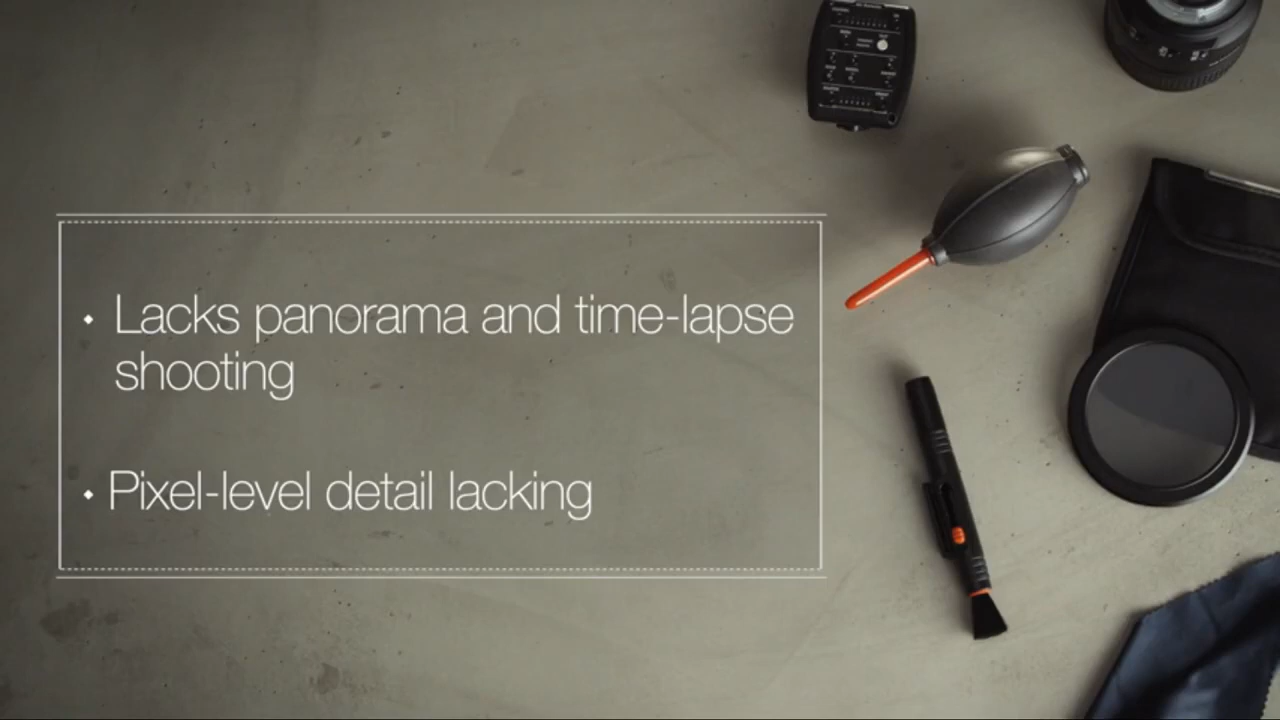 • Lacks panorama and time-lapse
shooting
• Pixel-level detail lacking